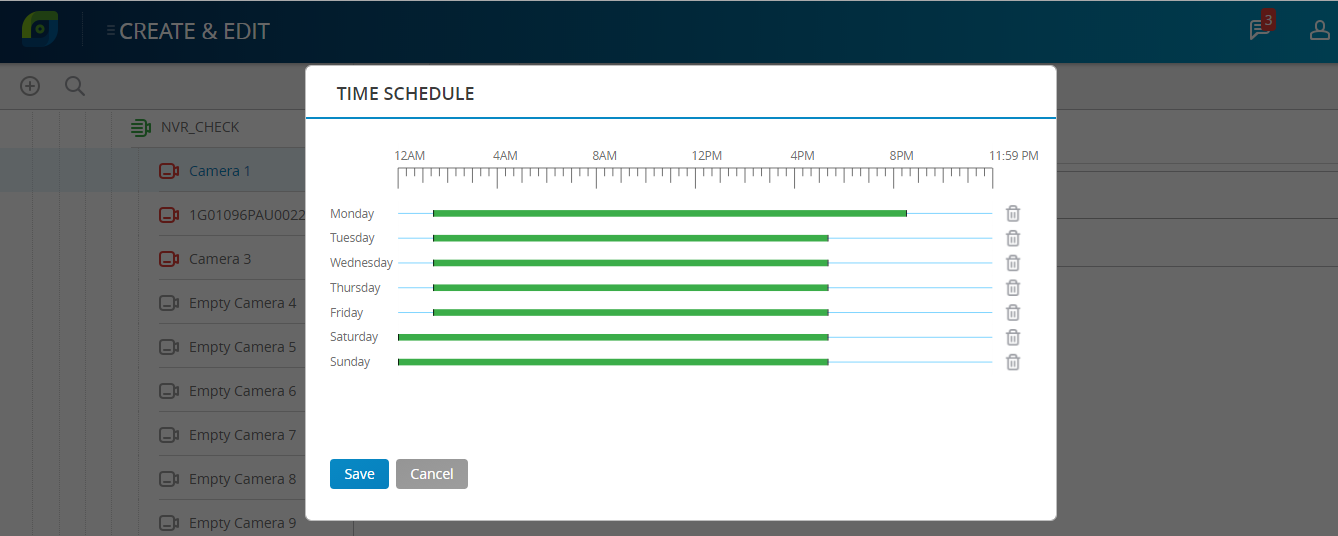 CREATE & EDIT
3
NVR_CHECK
Camera 1
1G01096PAU0022
Camera 3
Empty Camera 4
Empty Camera 5
Empty Camera 6
Empty Camera 7
Empty Camera 8
Empty Camera 9
TIME SCHEDULE
12AM 4AM 8AM 12PM 4PM 8PM 11:59 PM
Monday
Tuesday
Wednesday
Thursday
Friday
Saturday
Sunday
Save Cancel